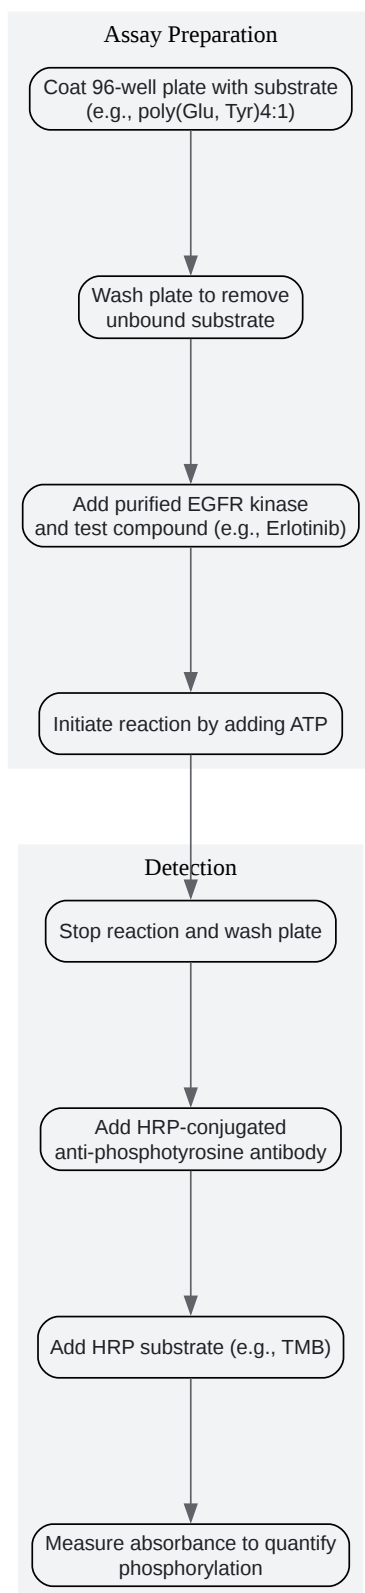 Assay Preparation
Coat 96-well plate with substrate
(e.g., poly(Glu, Tyr)4:1)
Wash plate to remove
unbound substrate
Add purified EGFR kinase
and test compound (e.g., Erlotinib)
Initiate reaction by adding ATP
Detection
Stop reaction and wash plate
Add HRP-conjugated
anti-phosphotyrosine antibody
Add HRP substrate (e.g., TMB)
Measure absorbance to quantify
phosphorylation